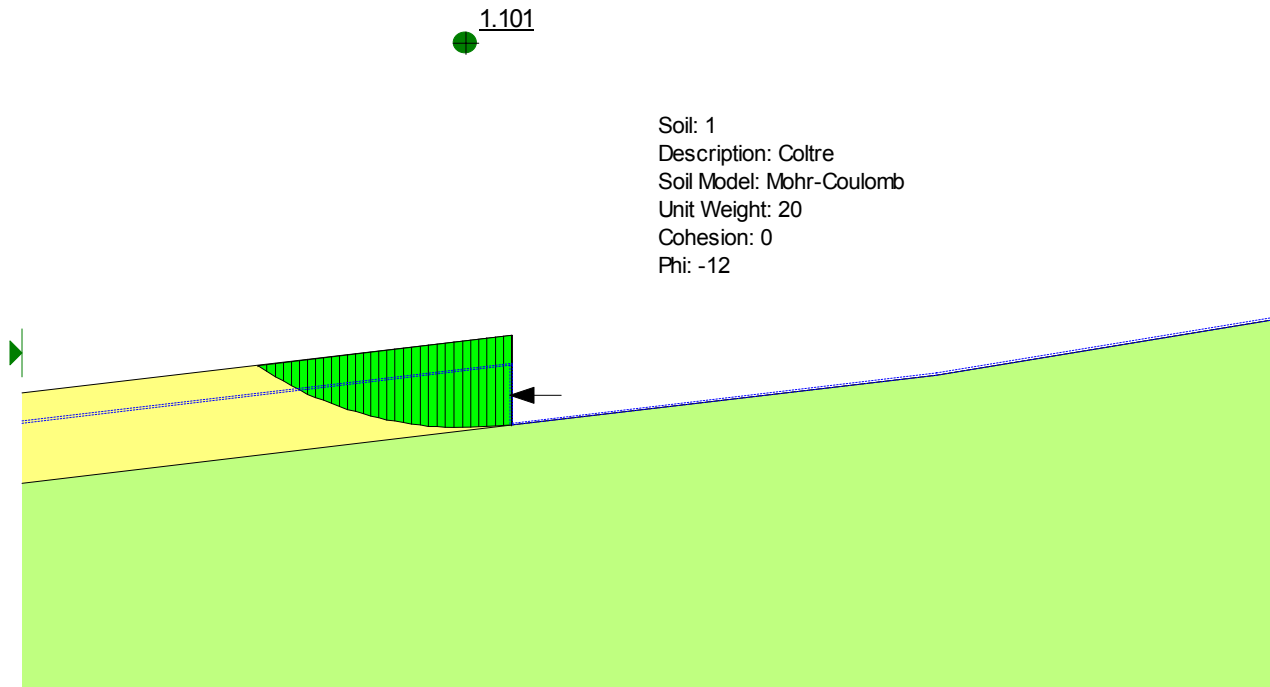 1.101
Soil: 1
Description: Coltre
Soil Model: Mohr-Coulomb
Unit Weight: 20
Cohesion: 0
Phi: -12